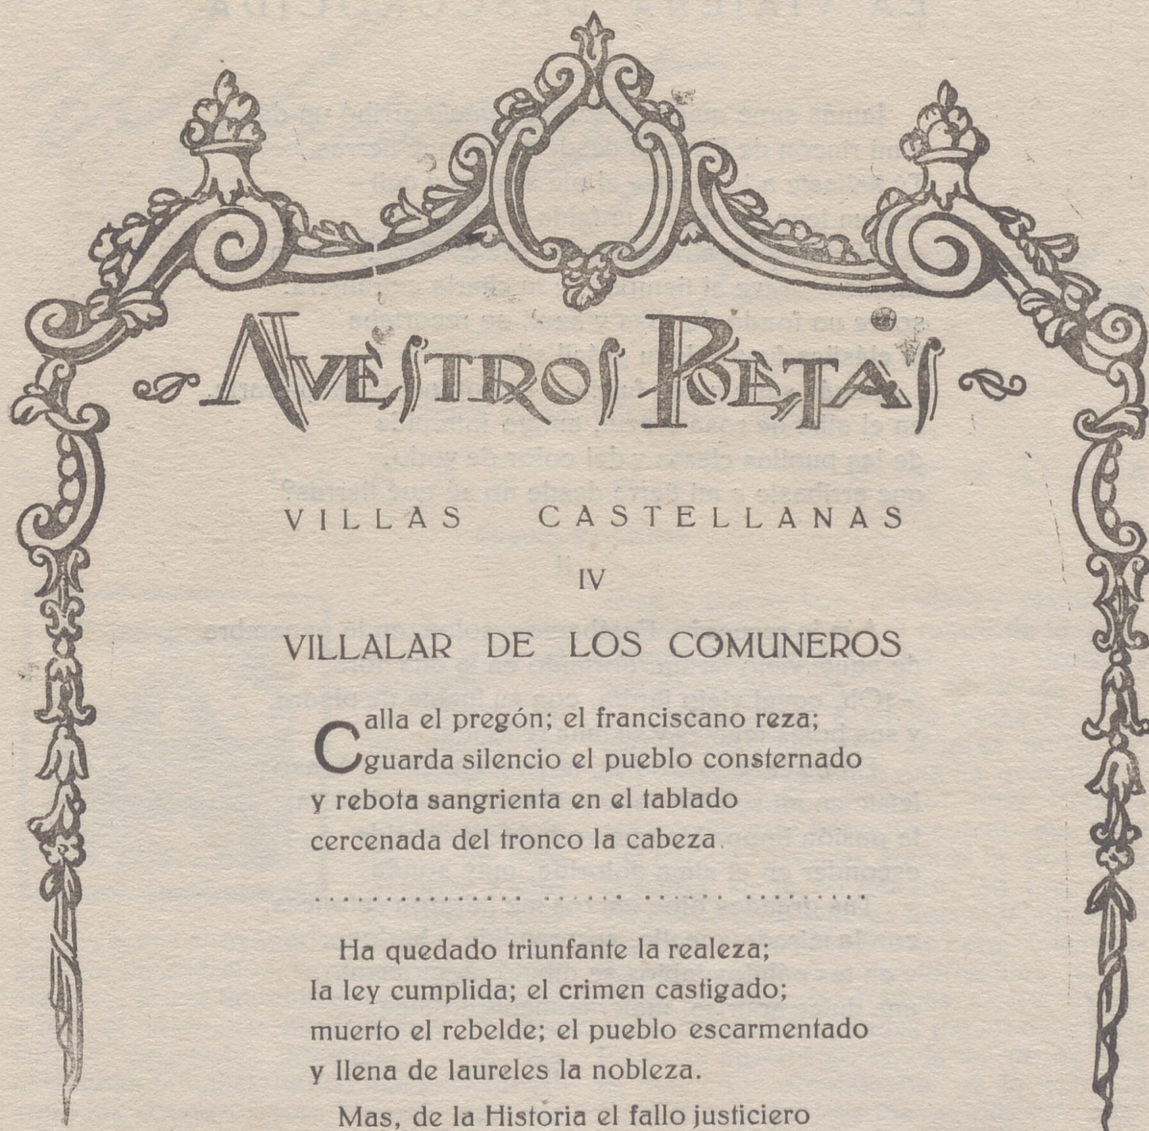 NVESTROS POETAS
VILLAS CASTELLANAS
IV
VILLALAR DE LOS COMUNEROS
Calla el pregón; el franciscano reza;
guarda silencio el pueblo consternado
y rebota sangrienta en el tablado
cercenada del tronco la cabeza.
...............................
Ha quedado triunfante la realeza;
la ley cumplida; el crimen castigado;
muerto el rebelde; el pueblo escarmentado
y llena de laureles la nobleza.
Mas, de la Historia el fallo justiciero